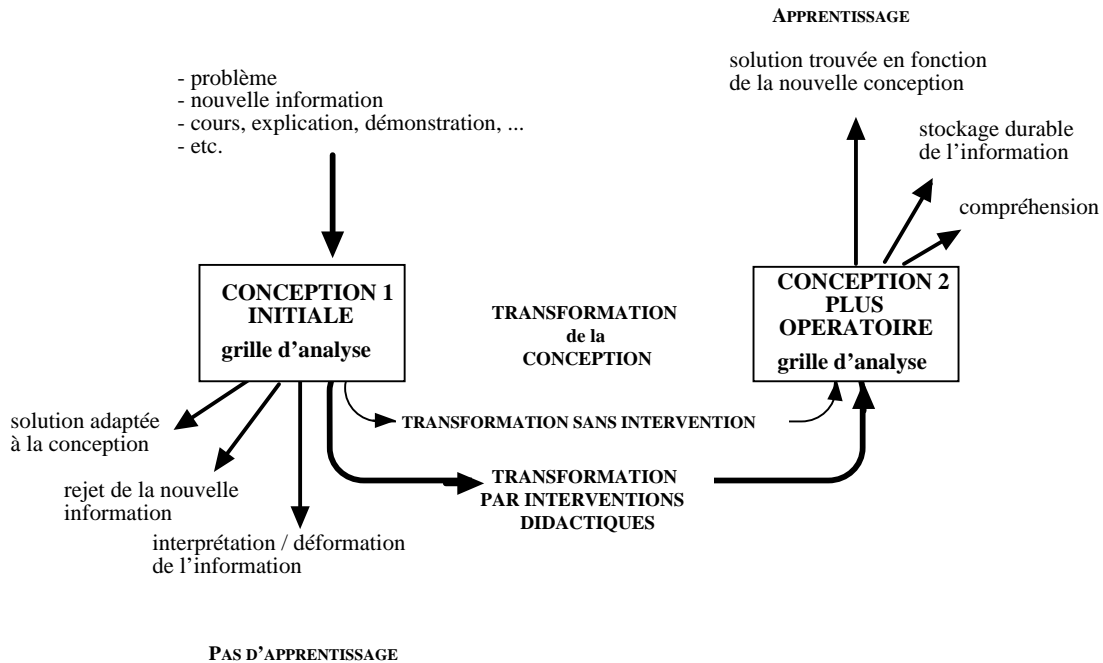 APPRENTISSAGE
solution trouvée en fonction
de la nouvelle conception
- problème
- nouvelle information
- cours, explication, démonstration, ...
- etc.
stockage durable
de l'information
compréhension
CONCEPTION 1
INITIALE
grille d'analyse
TRANSFORMATION
de la
CONCEPTION
CONCEPTION 2
PLUS
OPERATOIRE
grille d'analyse
TRANSFORMATION SANS INTERVENTION
solution adaptée
à la conception
rejet de la nouvelle
information
interprétation / déformation
de l'information
TRANSFORMATION
PAR INTERVENTIONS
DIDACTIQUES
PAS D'APPRENTISSAGE